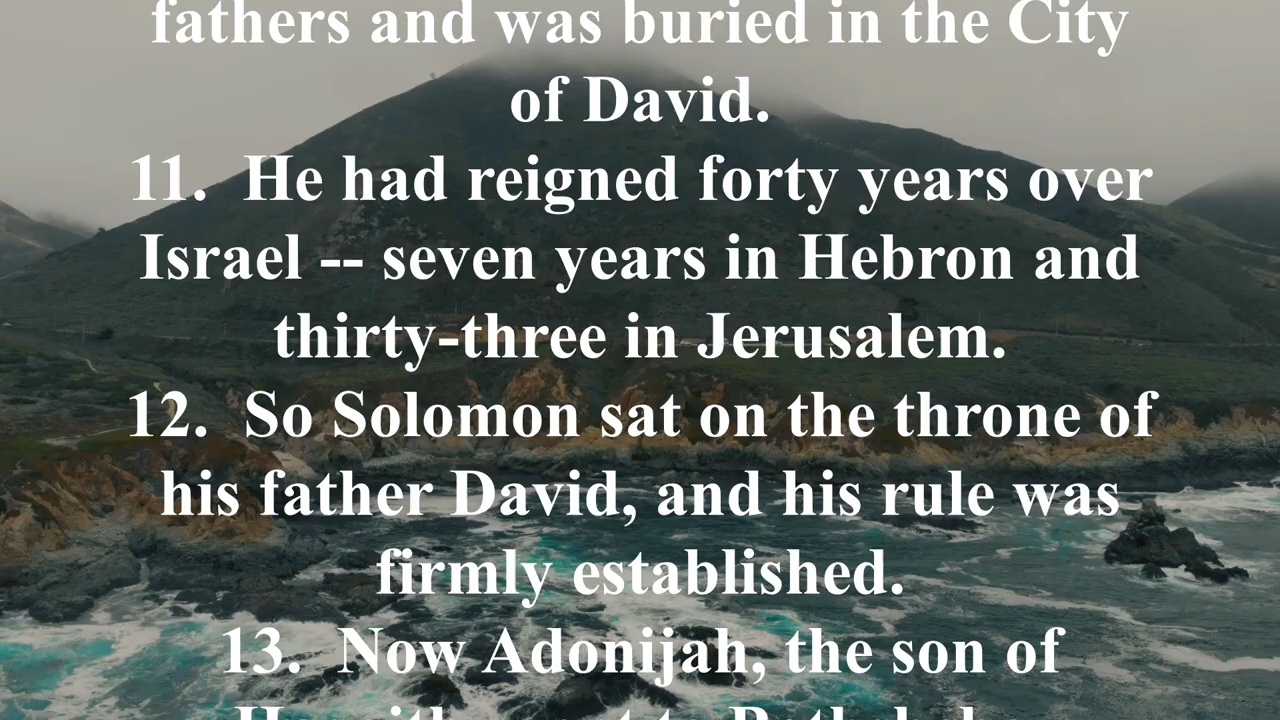 fathers and was buried in the City
of David.
11. He had reigned forty years over
Israel -- seven years in Hebron and
thirty-three in Jerusalem.
12. So Solomon sat on the throne of
his father David, and his rule was
firmly established.
13. Now Adonijah, the son of